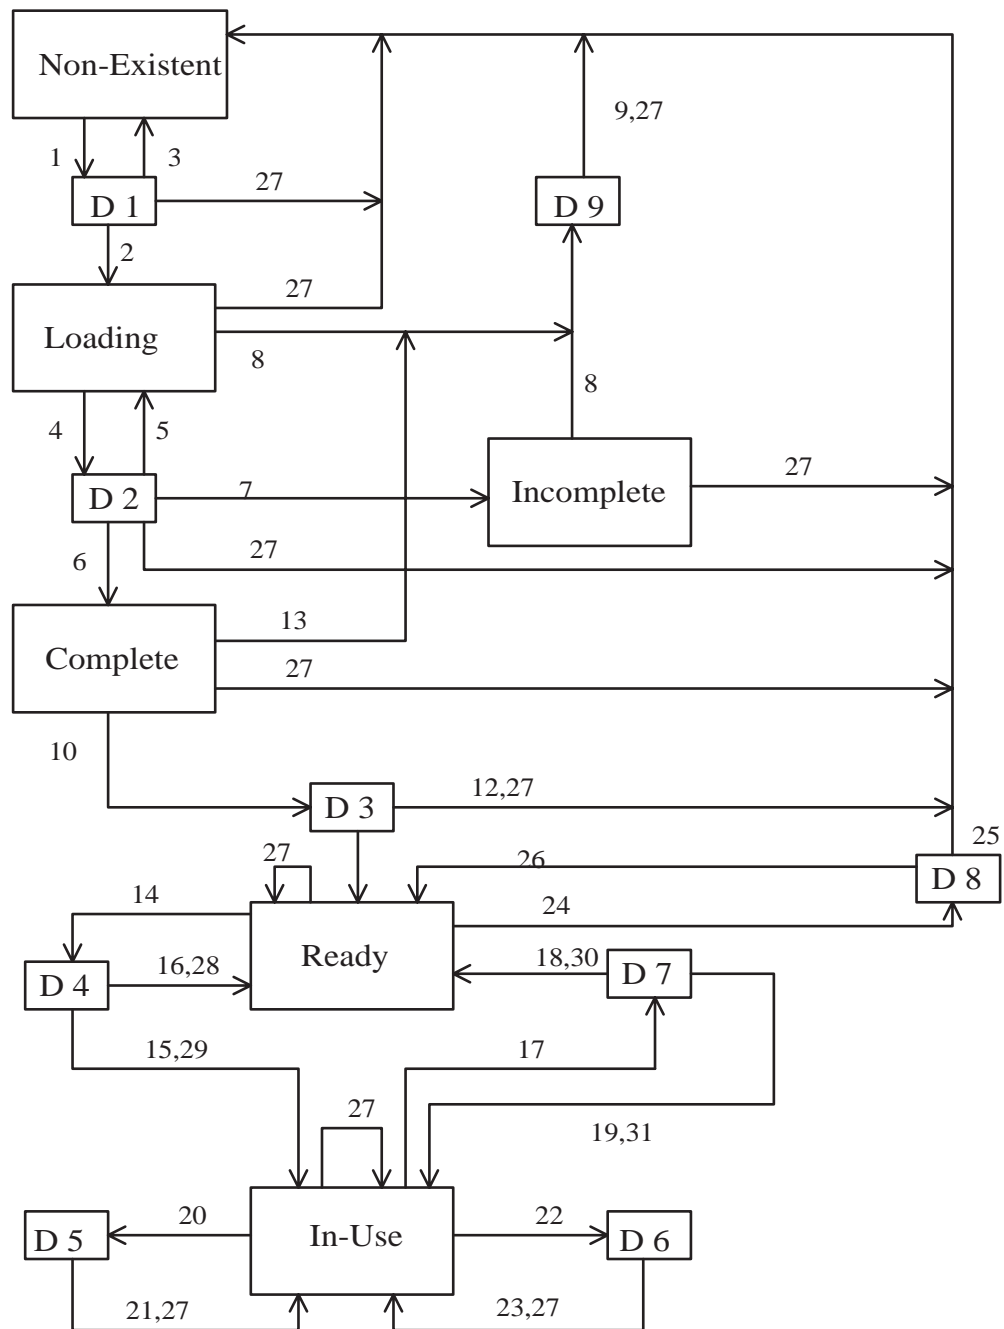 Non-Existent
9,27
1
3
27
D 1
D 9
2
27
Loading
8
8
4
5
27
7
Incomplete
D 2
27
6
13
Complete
27
10
12,27
D 3
25
27
26
D 8
14
24
Ready
16,28
18,30
D 7
D 4
15,29
17
27
19,31
20
22
In-Use
D 5
D 6
21,27
23,27